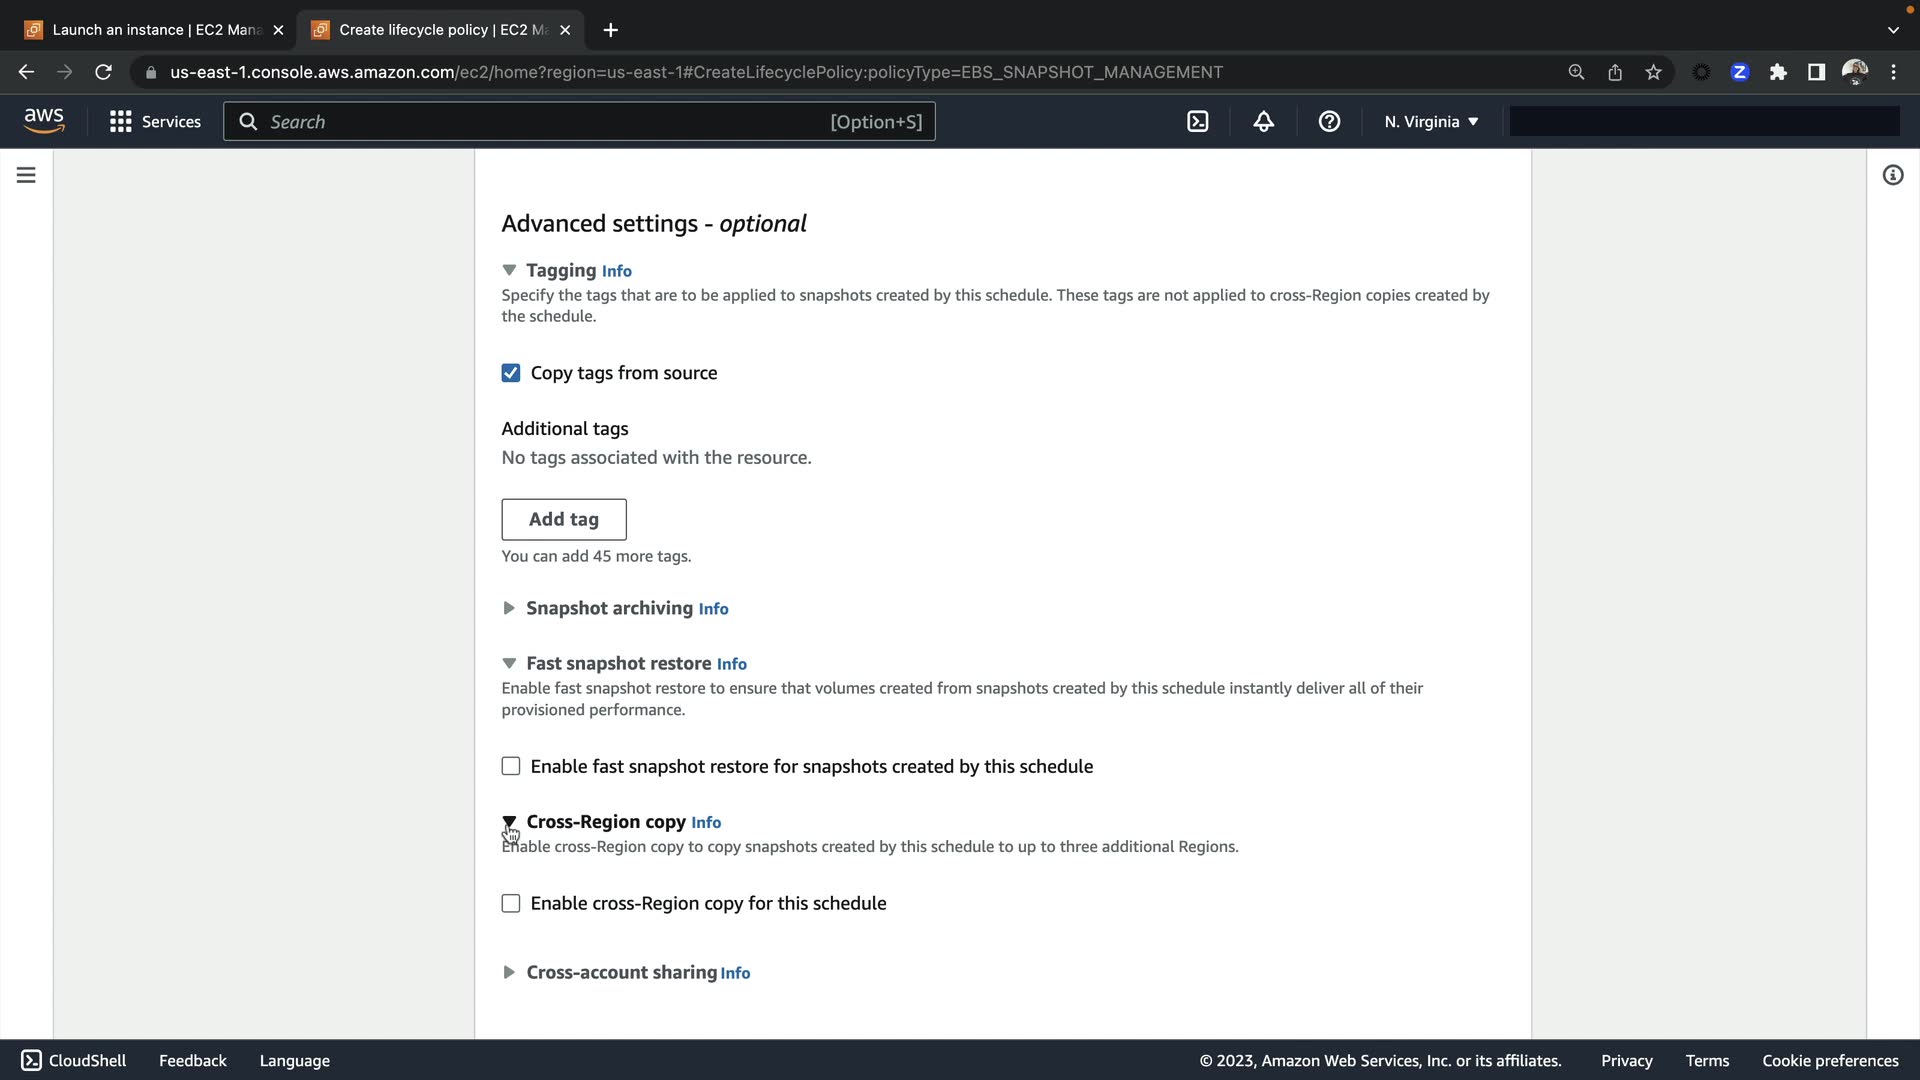 Launch an instance | EC2 Mana
Create lifecycle policy | EC2 Ma
us-east-1.console.aws.amazon.com/ec2/home?region=us-east-1#CreateLifecyclePolicy:policyType=EBS_SNAPSHOT_MANAGEMENT
Z
aws
Services
Search
[Option+S]
N. Virginia
Advanced settings - optional
Tagging Info
Specify the tags that are to be applied to snapshots created by this schedule. These tags are not applied to cross-Region copies created by
the schedule.
Copy tags from source
Additional tags
No tags associated with the resource.
Add tag
You can add 45 more tags.
Snapshot archiving Info
Fast snapshot restore Info
Enable fast snapshot restore to ensure that volumes created from snapshots created by this schedule instantly deliver all of their
provisioned performance.
Enable fast snapshot restore for snapshots created by this schedule
Cross-Region copy Info
Enable cross-Region copy to copy snapshots created by this schedule to up to three additional Regions.
Enable cross-Region copy for this schedule
Cross-account sharing Info
CloudShell
Feedback
Language
© 2023, Amazon Web Services, Inc. or its affiliates.
Privacy
Terms
Cookie preferences